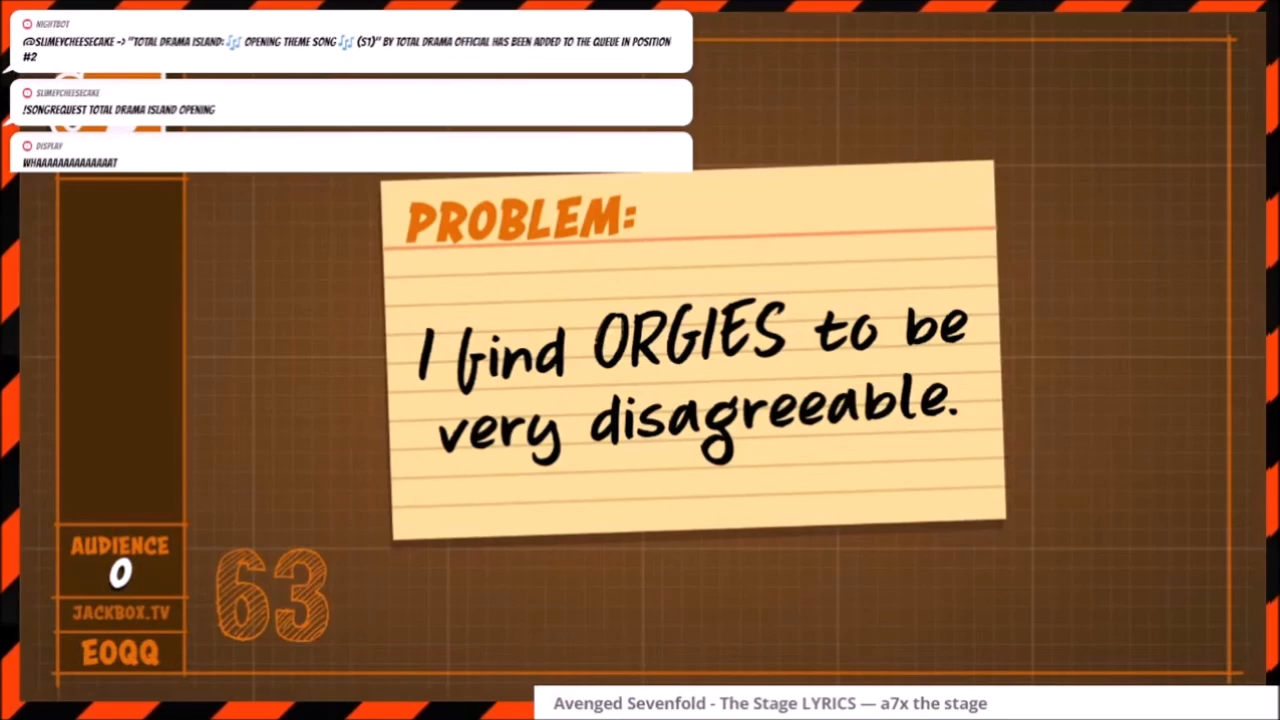 NIGHTBOT
@SLIMEYCHEESECAKE -> "TOTAL DRAMA ISLAND: 🎶 OPENING THEME SONG 🎶 (S1)" BY TOTAL DRAMA OFFICIAL HAS BEEN ADDED TO THE QUEUE IN POSITION
#2
SLIMEYCHEESECAKE
!SONGREQUEST TOTAL DRAMA ISLAND OPENING
DISPLAY
WHAAAAAAAAAAAAAAT
PROBLEM:
I find ORGIES to be
very disagreeable.
AUDIENCE
0
JACKBOX.TV
EOQQ
63
Avenged Sevenfold - The Stage LYRICS — a7x the stage